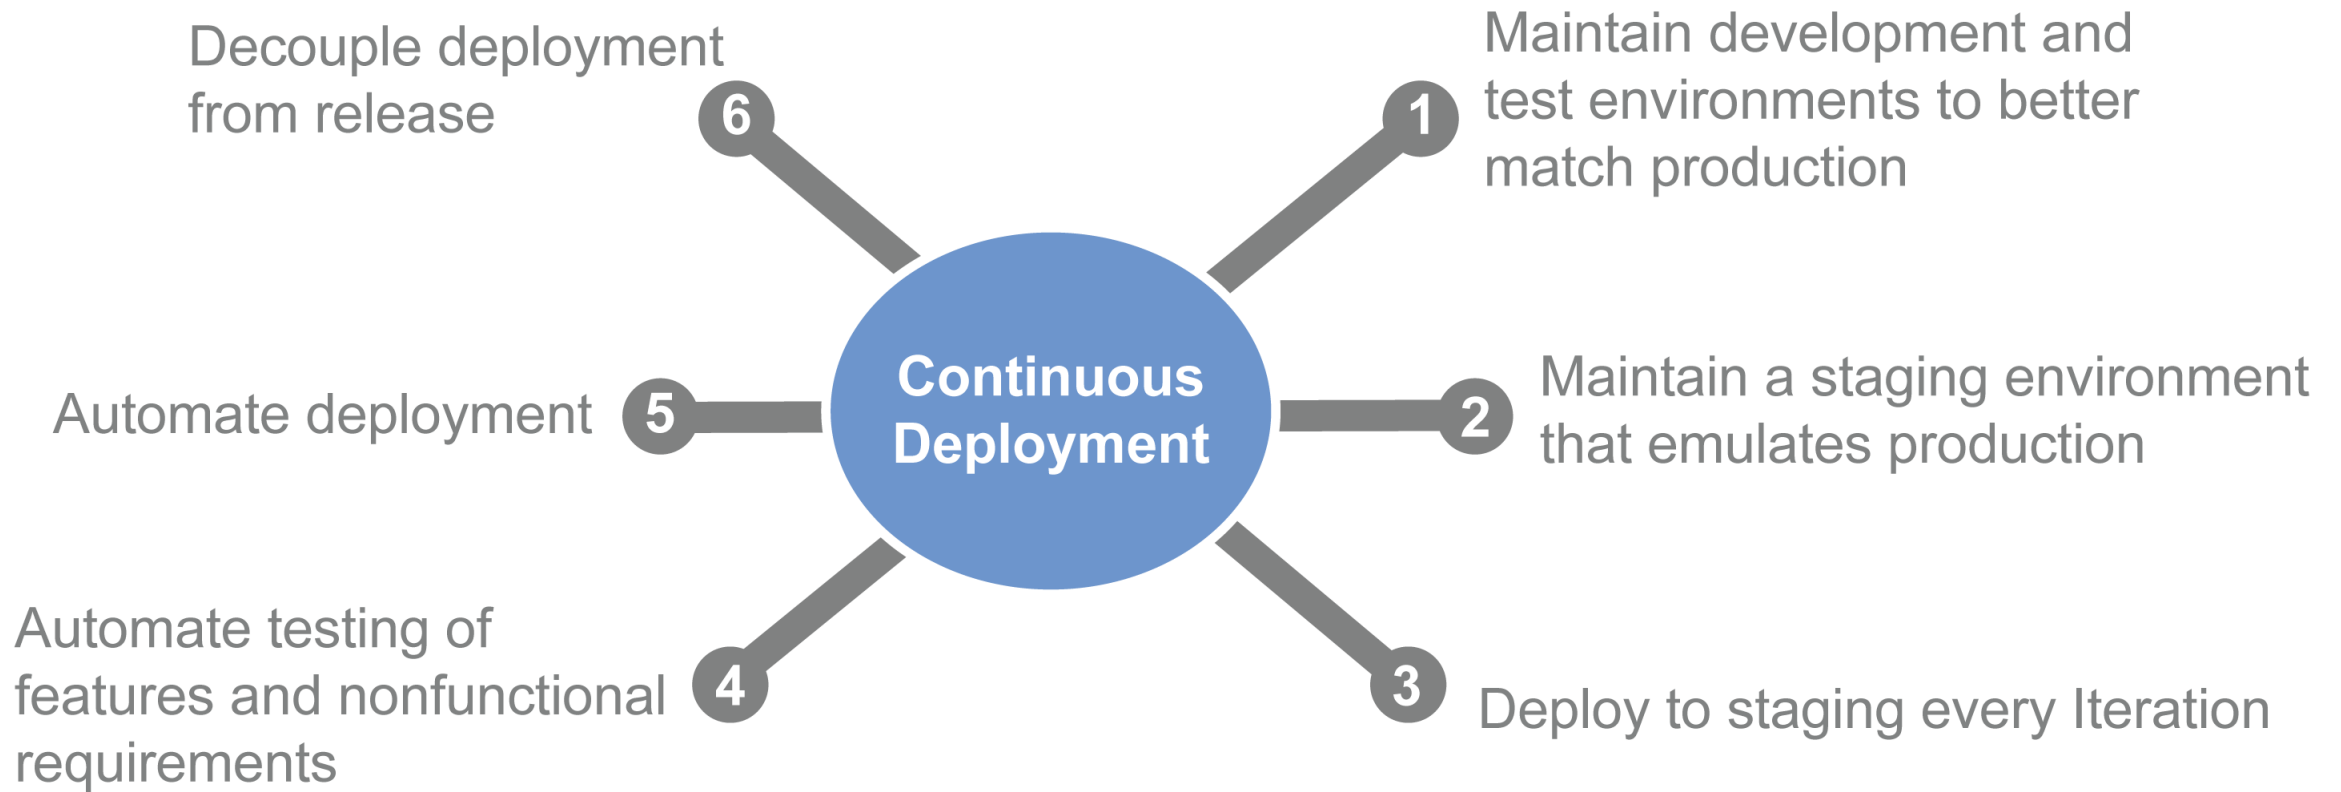 Continuous
Deployment
1
Maintain development and
test environments to better
match production
2
Maintain a staging environment
that emulates production
3
Deploy to staging every Iteration
4
Automate testing of
features and nonfunctional
requirements
5
Automate deployment
6
Decouple deployment
from release